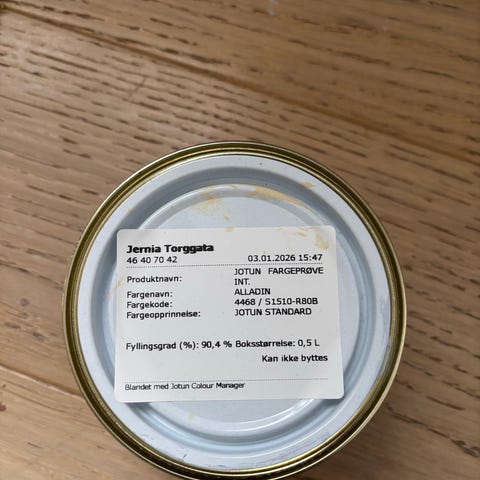 Jernia Torggata
46 40 70 42 03.01.2026 15:47
Produktnavn: JOTUN FARGEPRØVE
INT.
Fargenavn: ALLADIN
Fargekode: 4468 / S1510-R80B
Fargeopprinnelse: JOTUN STANDARD
Fyllingsgrad (%): 90,4 % Boksstørrelse: 0,5 L
Kan ikke byttes
Blandet med Jotun Colour Manager